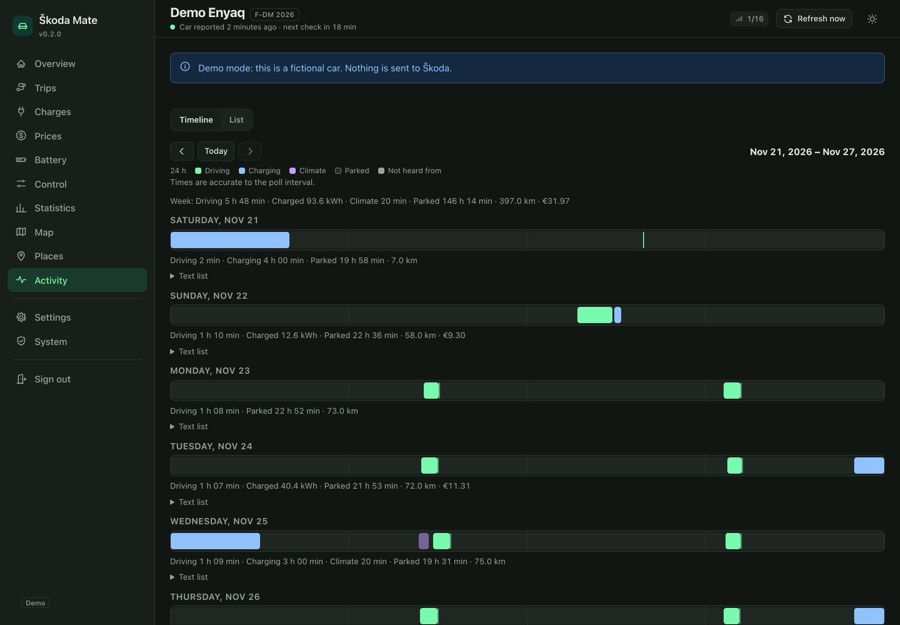 Škoda Mate
v0.2.0
Overview
Trips
Charges
Prices
Battery
Control
Statistics
Map
Places
Activity
Settings
System
Sign out
Demo
Demo Enyaq
F-DM 2026
Car reported 2 minutes ago · next check in 18 min
1/16
Refresh now
Demo mode: this is a fictional car. Nothing is sent to Škoda.
Timeline
List
Today
Nov 21, 2026 – Nov 27, 2026
24 h Driving Charging Climate Parked Not heard from
Times are accurate to the poll interval.
Week: Driving 5 h 48 min · Charged 93.6 kWh · Climate 20 min · Parked 146 h 14 min · 397.0 km · €31.97
SATURDAY, NOV 21
Driving 2 min · Charging 4 h 00 min · Parked 19 h 58 min · 7.0 km
Text list
SUNDAY, NOV 22
Driving 1 h 10 min · Charged 12.6 kWh · Parked 22 h 36 min · 58.0 km · €9.30
Text list
MONDAY, NOV 23
Driving 1 h 08 min · Parked 22 h 52 min · 73.0 km
Text list
TUESDAY, NOV 24
Driving 1 h 07 min · Charged 40.4 kWh · Parked 21 h 53 min · 72.0 km · €11.31
Text list
WEDNESDAY, NOV 25
Driving 1 h 09 min · Charging 3 h 00 min · Climate 20 min · Parked 19 h 31 min · 75.0 km
Text list
THURSDAY, NOV 26